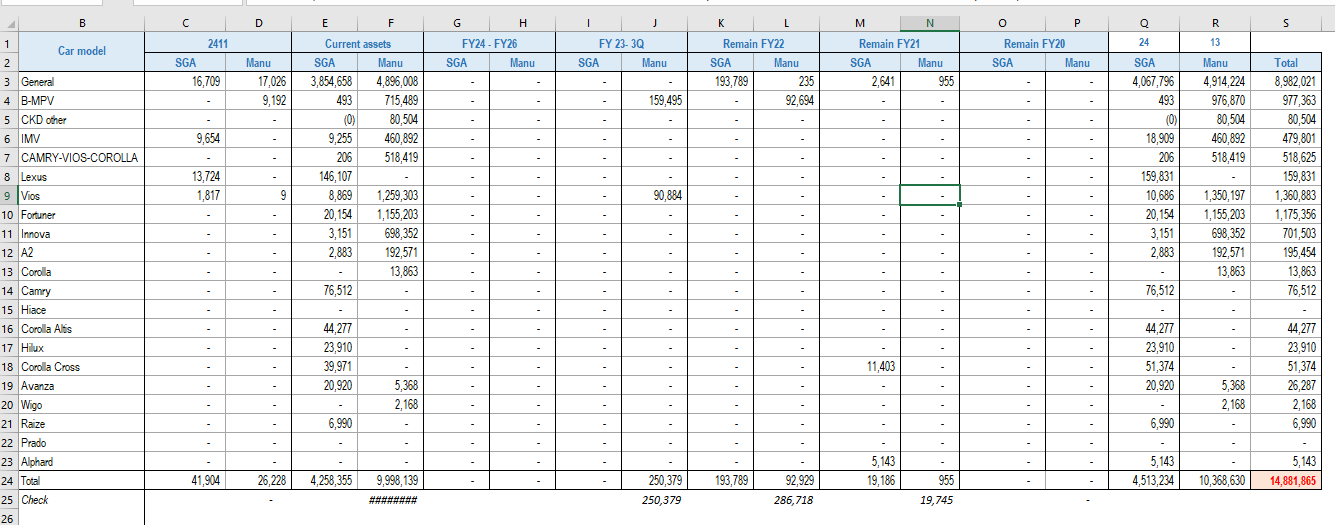 B C D E F G H I J K L M N O P Q R S
1 Car model 2411 Current assets FY24 - FY26 FY 23- 3Q Remain FY22 Remain FY21 Remain FY20 24 13
2 SGA Manu SGA Manu SGA Manu SGA Manu SGA Manu SGA Manu SGA Manu SGA Manu Total
3 General 16,709 17,026 3,854,658 4,896,008 - - - - 193,789 235 2,641 955 - - 4,067,796 4,914,224 8,982,021
4 B-MPV - 9,192 493 715,489 - - - 159,495 - 92,694 - - - - 493 976,870 977,363
5 CKD other - - (0) 80,504 - - - - - - - - - - (0) 80,504 80,504
6 IMV 9,654 - 9,255 460,892 - - - - - - - - - - 18,909 460,892 479,801
7 CAMRY-VIOS-COROLLA - - 206 518,419 - - - - - - - - - - 206 518,419 518,625
8 Lexus 13,724 - 146,107 - - - - - - - - - - - 159,831 - 159,831
9 Vios 1,817 9 8,869 1,259,303 - - - 90,884 - - - - - - 10,686 1,350,197 1,360,883
10 Fortuner - - 20,154 1,155,203 - - - - - - - - - - 20,154 1,155,203 1,175,356
11 Innova - - 3,151 698,352 - - - - - - - - - - 3,151 698,352 701,503
12 A2 - - 2,883 192,571 - - - - - - - - - - 2,883 192,571 195,454
13 Corolla - - - 13,863 - - - - - - - - - - - 13,863 13,863
14 Camry - - 76,512 - - - - - - - - - - - 76,512 - 76,512
15 Hiace - - - - - - - - - - - - - - - - -
16 Corolla Altis - - 44,277 - - - - - - - - - - - 44,277 - 44,277
17 Hilux - - 23,910 - - - - - - - - - - - 23,910 - 23,910
18 Corolla Cross - - 39,971 - - - - - - - 11,403 - - - 51,374 - 51,374
19 Avanza - - 20,920 5,368 - - - - - - - - - - 20,920 5,368 26,287
20 Wigo - - - 2,168 - - - - - - - - - - - 2,168 2,168
21 Raize - - 6,990 - - - - - - - - - - - 6,990 - 6,990
22 Prado - - - - - - - - - - - - - - - - -
23 Alphard - - - - - - - - - - 5,143 - - - 5,143 - 5,143
24 Total 41,904 26,228 4,258,355 9,998,139 - - - 250,379 193,789 92,929 19,186 955 - - 4,513,234 10,368,630 14,881,865
25 Check - ######## 250,379 286,718 19,745 -
26